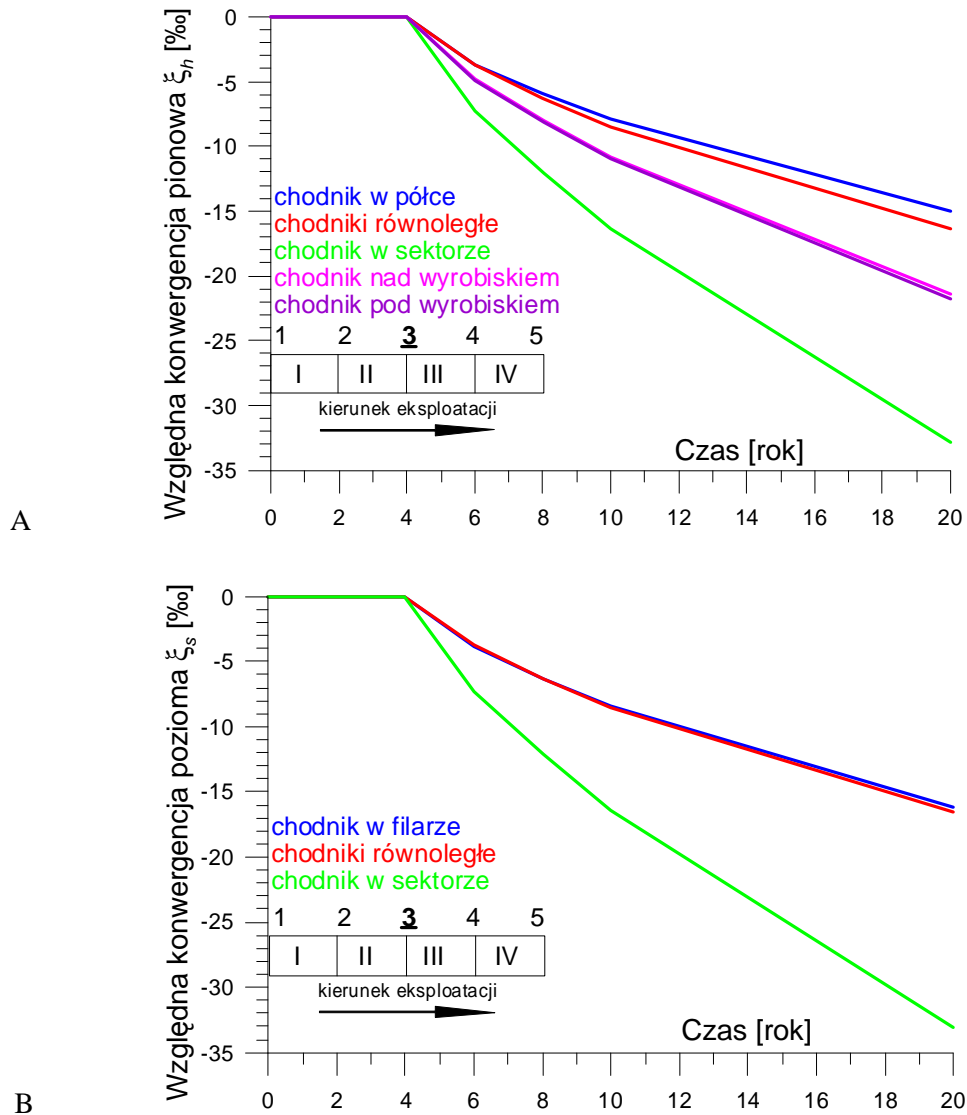 Względna konwergencja pionowa ξh [‰]
0
-5
-10
-15
-20
-25
-30
-35
chodnik w półce
chodniki równoległe
chodnik w sektorze
chodnik nad wyrobiskiem
chodnik pod wyrobiskiem
1 2 3 4 5
I II III IV
kierunek eksploatacji
Czas [rok]
0 2 4 6 8 10 12 14 16 18 20
A
Względna konwergencja pozioma ξs [‰]
0
-5
-10
-15
-20
-25
-30
-35
chodnik w filarze
chodniki równoległe
chodnik w sektorze
1 2 3 4 5
I II III IV
kierunek eksploatacji
Czas [rok]
0 2 4 6 8 10 12 14 16 18 20
B